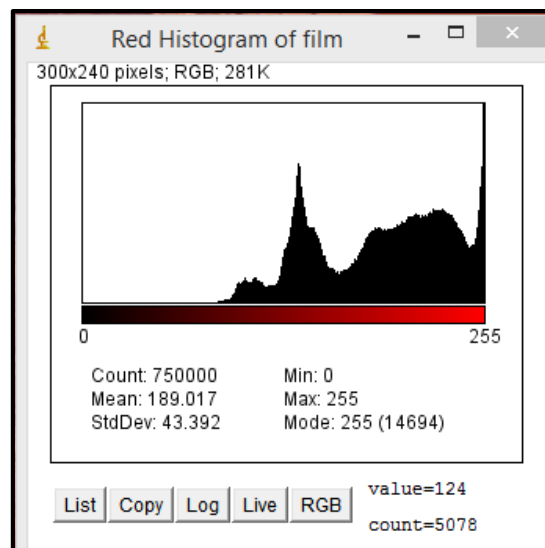 Red Histogram of film
300x240 pixels; RGB; 281K
0 255
Count: 750000 Min: 0
Mean: 189.017 Max: 255
StdDev: 43.392 Mode: 255 (14694)
List Copy Log Live RGB value=124
count=5078